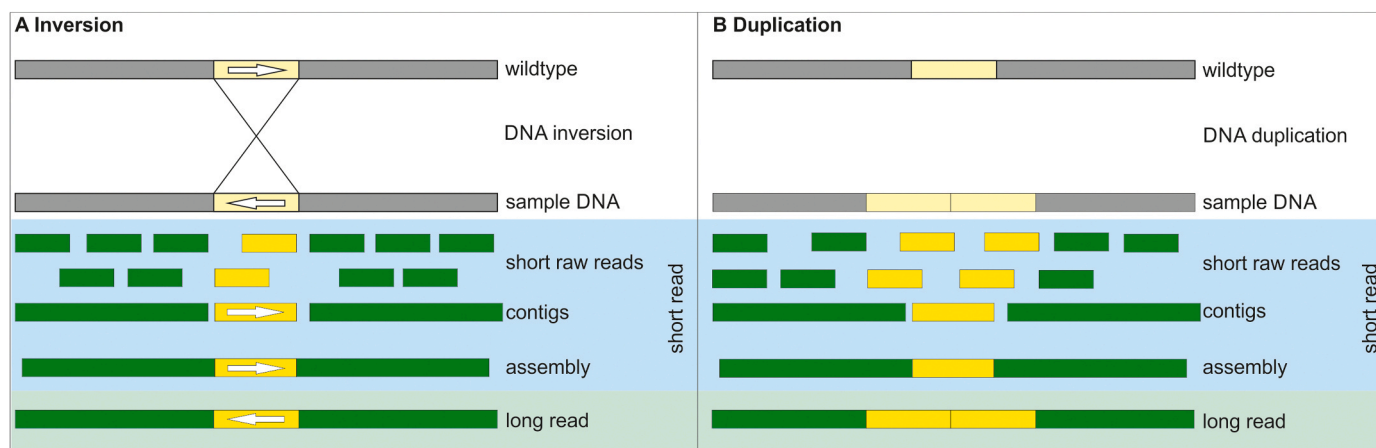 A Inversion
wildtype
DNA inversion
sample DNA
short raw reads
contigs
assembly
long read
short read
B Duplication
wildtype
DNA duplication
sample DNA
short raw reads
contigs
assembly
long read
short read